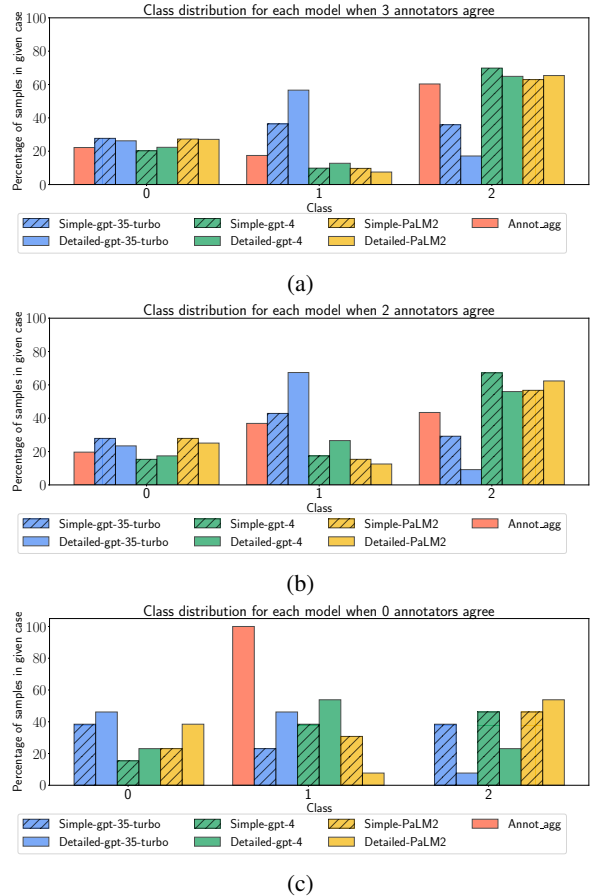 Class distribution for each model when 3 annotators agree
Percentage of samples in given case
100
80
60
40
20
0
0 1 2
Class
Simple-gpt-35-turbo Simple-gpt-4 Simple-PaLM2 Annot_agg
Detailed-gpt-35-turbo Detailed-gpt-4 Detailed-PaLM2
(a)
Class distribution for each model when 2 annotators agree
Percentage of samples in given case
100
80
60
40
20
0
0 1 2
Class
Simple-gpt-35-turbo Simple-gpt-4 Simple-PaLM2 Annot_agg
Detailed-gpt-35-turbo Detailed-gpt-4 Detailed-PaLM2
(b)
Class distribution for each model when 0 annotators agree
Percentage of samples in given case
100
80
60
40
20
0
0 1 2
Class
Simple-gpt-35-turbo Simple-gpt-4 Simple-PaLM2 Annot_agg
Detailed-gpt-35-turbo Detailed-gpt-4 Detailed-PaLM2
(c)